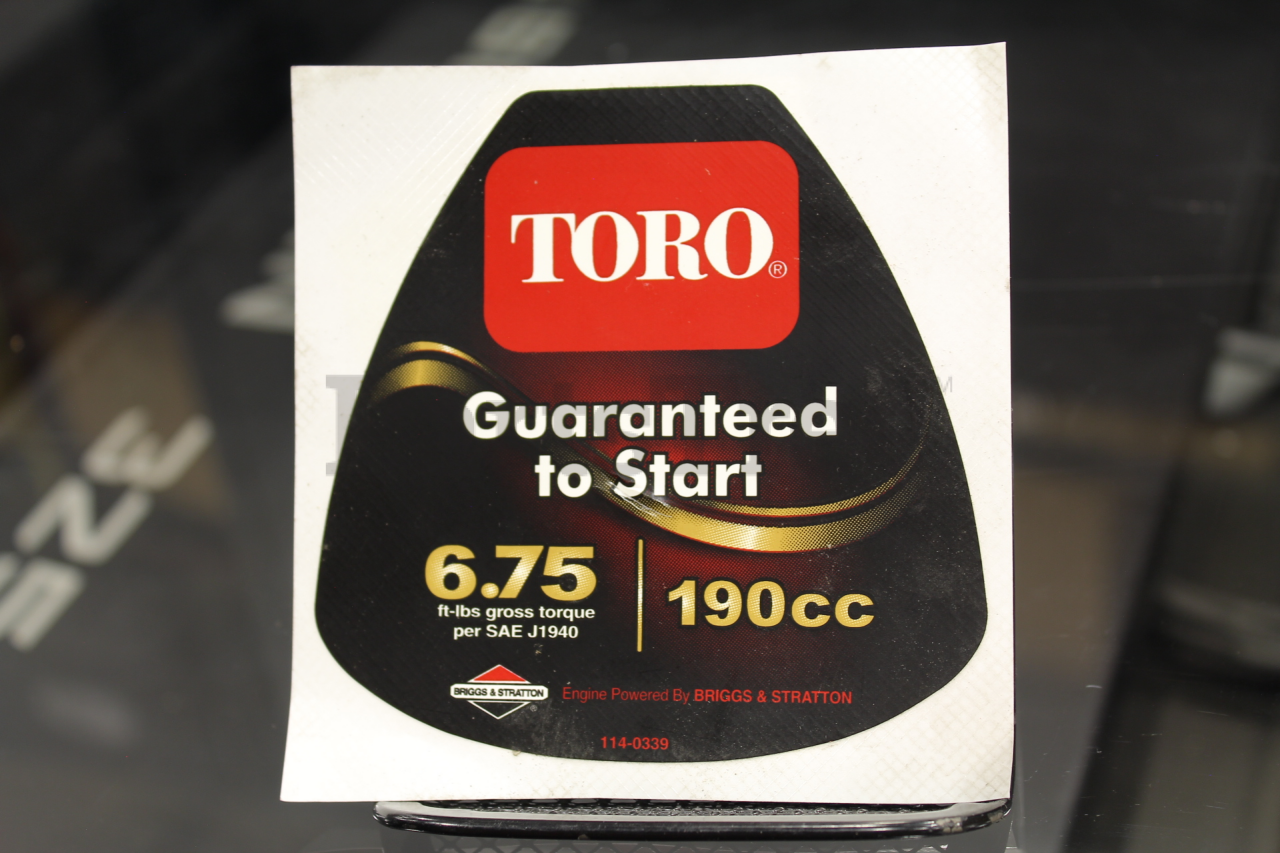 TORO®
Guaranteed
to Start
6.75
ft-lbs gross torque
per SAE J1940
190cc
BRIGGS & STRATTON®
Engine Powered By BRIGGS & STRATTON
114-0339